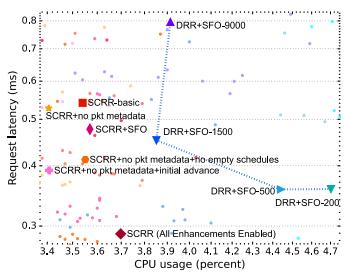 0.8
DRR+SFO-9000
0.7
0.6
SCRR-basic
SCRR+no pkt metadata
0.5
SCRR+SFO
DRR+SFO-1500
0.4
SCRR+no pkt metadata+no empty schedules
SCRR+no pkt metadata+initial advance
DRR+SFO-500
DRR+SFO-200
0.3
SCRR (All Enhancements Enabled)
3.4 3.5 3.6 3.7 3.8 3.9 4.0 4.1 4.2 4.3 4.4 4.5 4.6 4.7
CPU usage (percent)
Request latency (ms)